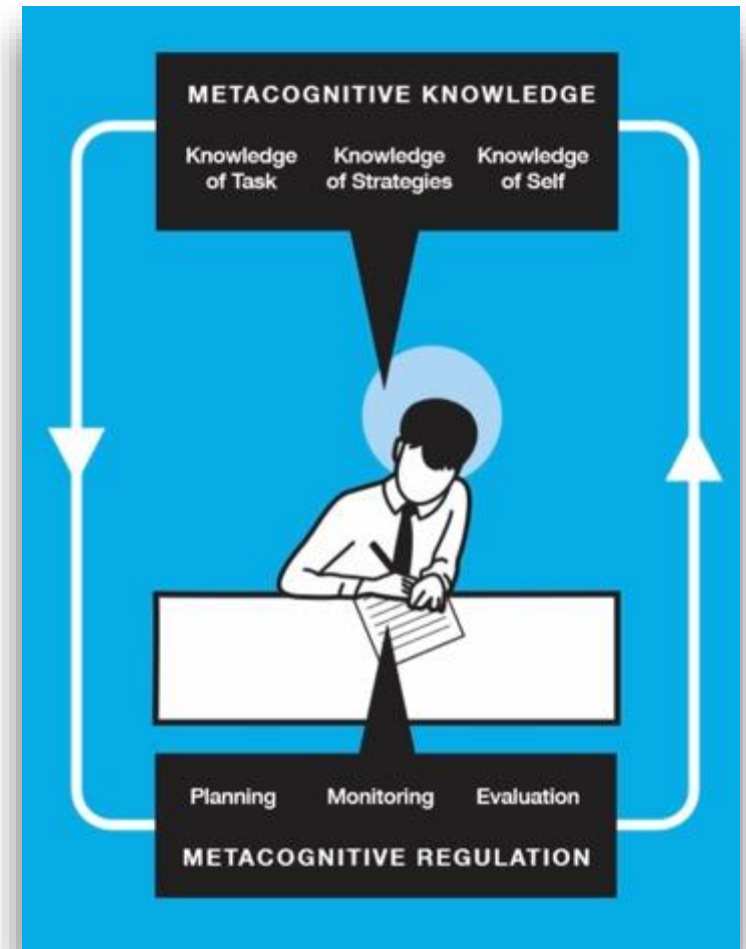 METACOGNITIVE KNOWLEDGE
Knowledge of Task
Knowledge of Strategies
Knowledge of Self
Planning
Monitoring
Evaluation
METACOGNITIVE REGULATION